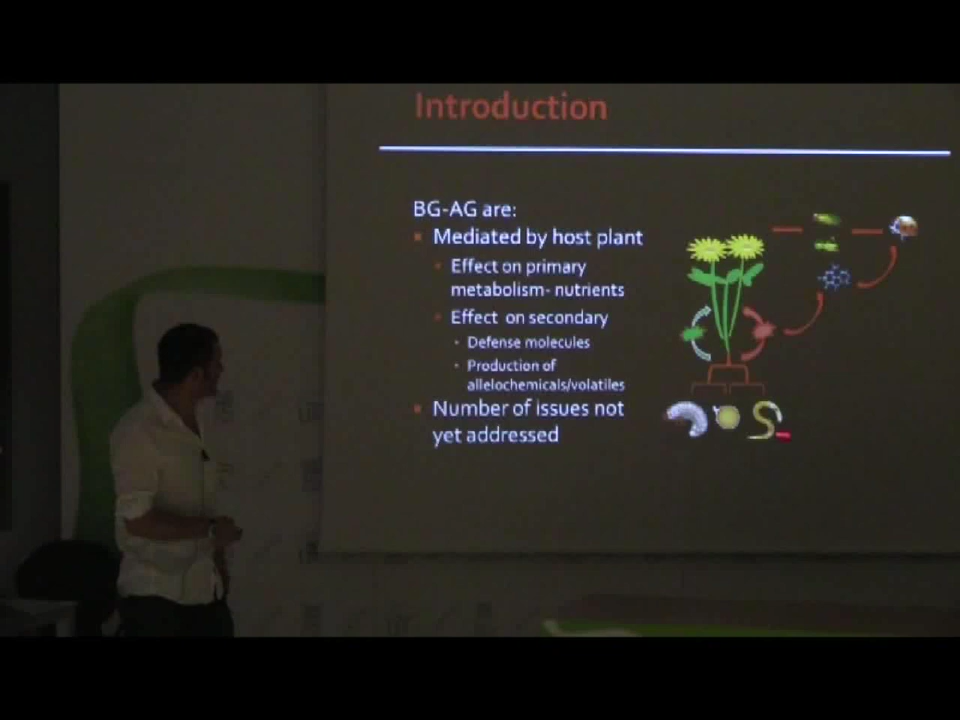 Introduction
BG-AG are:
Mediated by host plant
Effect on primary
metabolism- nutrients
Effect on secondary
Defense molecules
Production of
allelochemicals/volatiles
Number of issues not
yet addressed